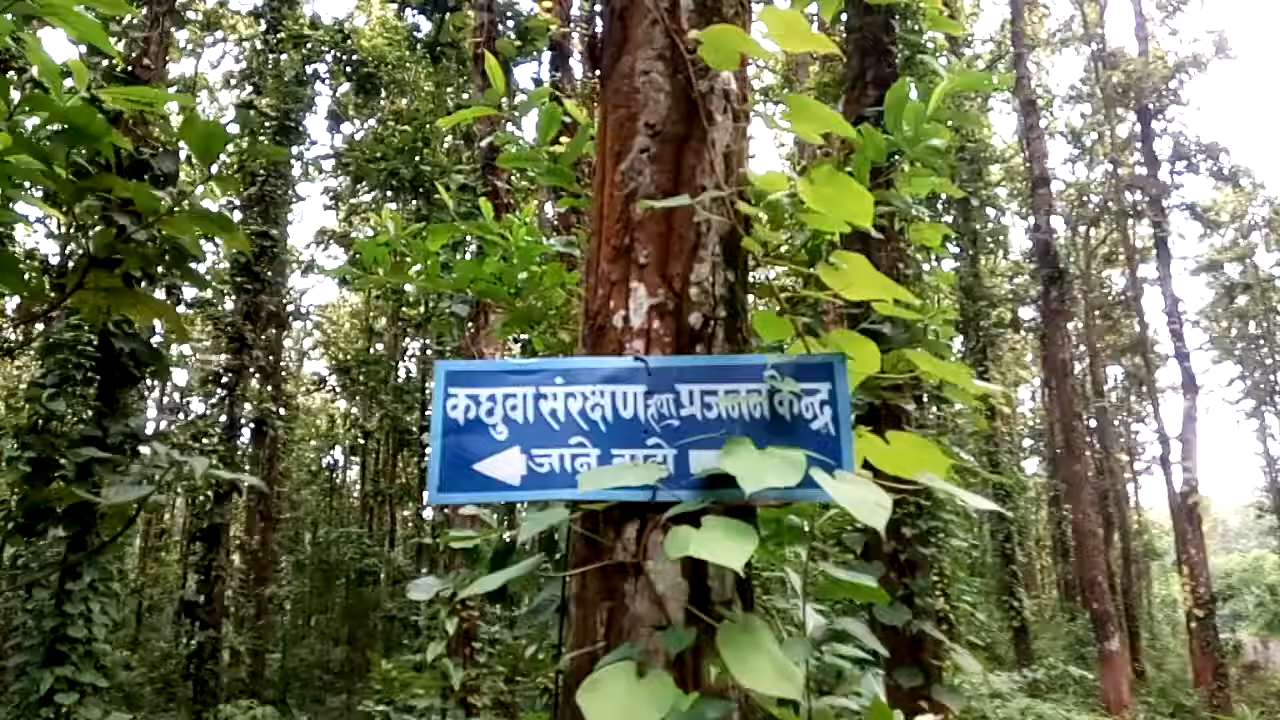 कछुवा संरक्षण तथा प्रजनन केन्द्र
जाने बाटो